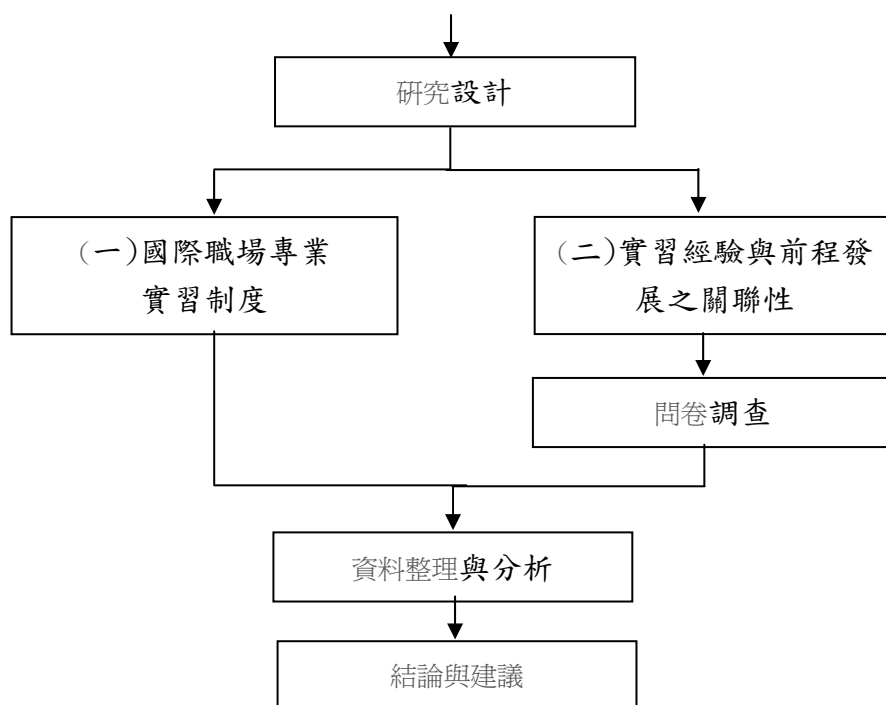 研究設計
(一)國際職場專業
實習制度
(二)實習經驗與前程發
展之關聯性
問卷調查
資料整理與分析
結論與建議